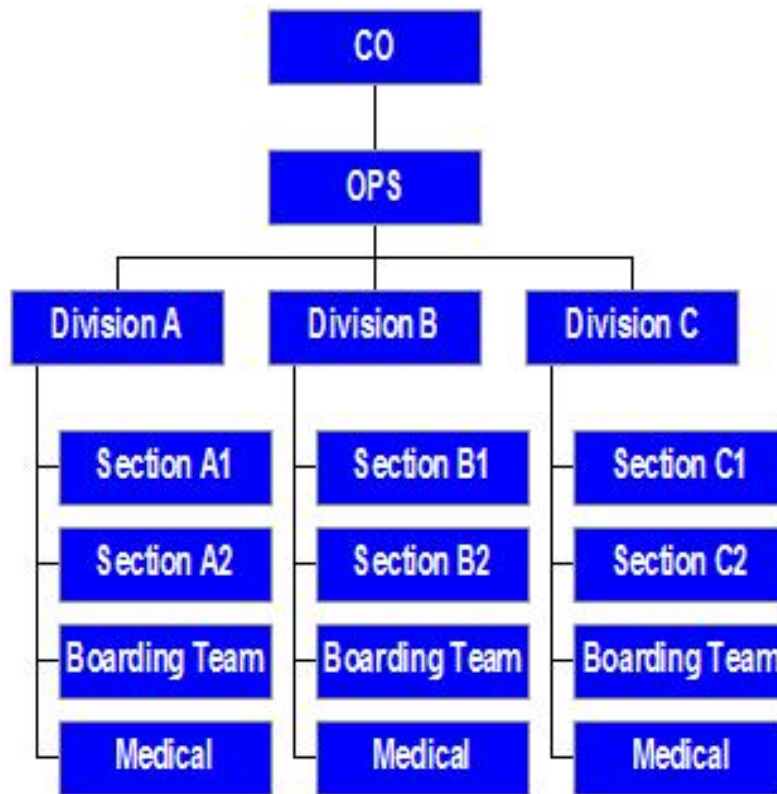 CO
OPS
Division A
Division B
Division C
Section A1
Section B1
Section C1
Section A2
Section B2
Section C2
Boarding Team
Boarding Team
Boarding Team
Medical
Medical
Medical